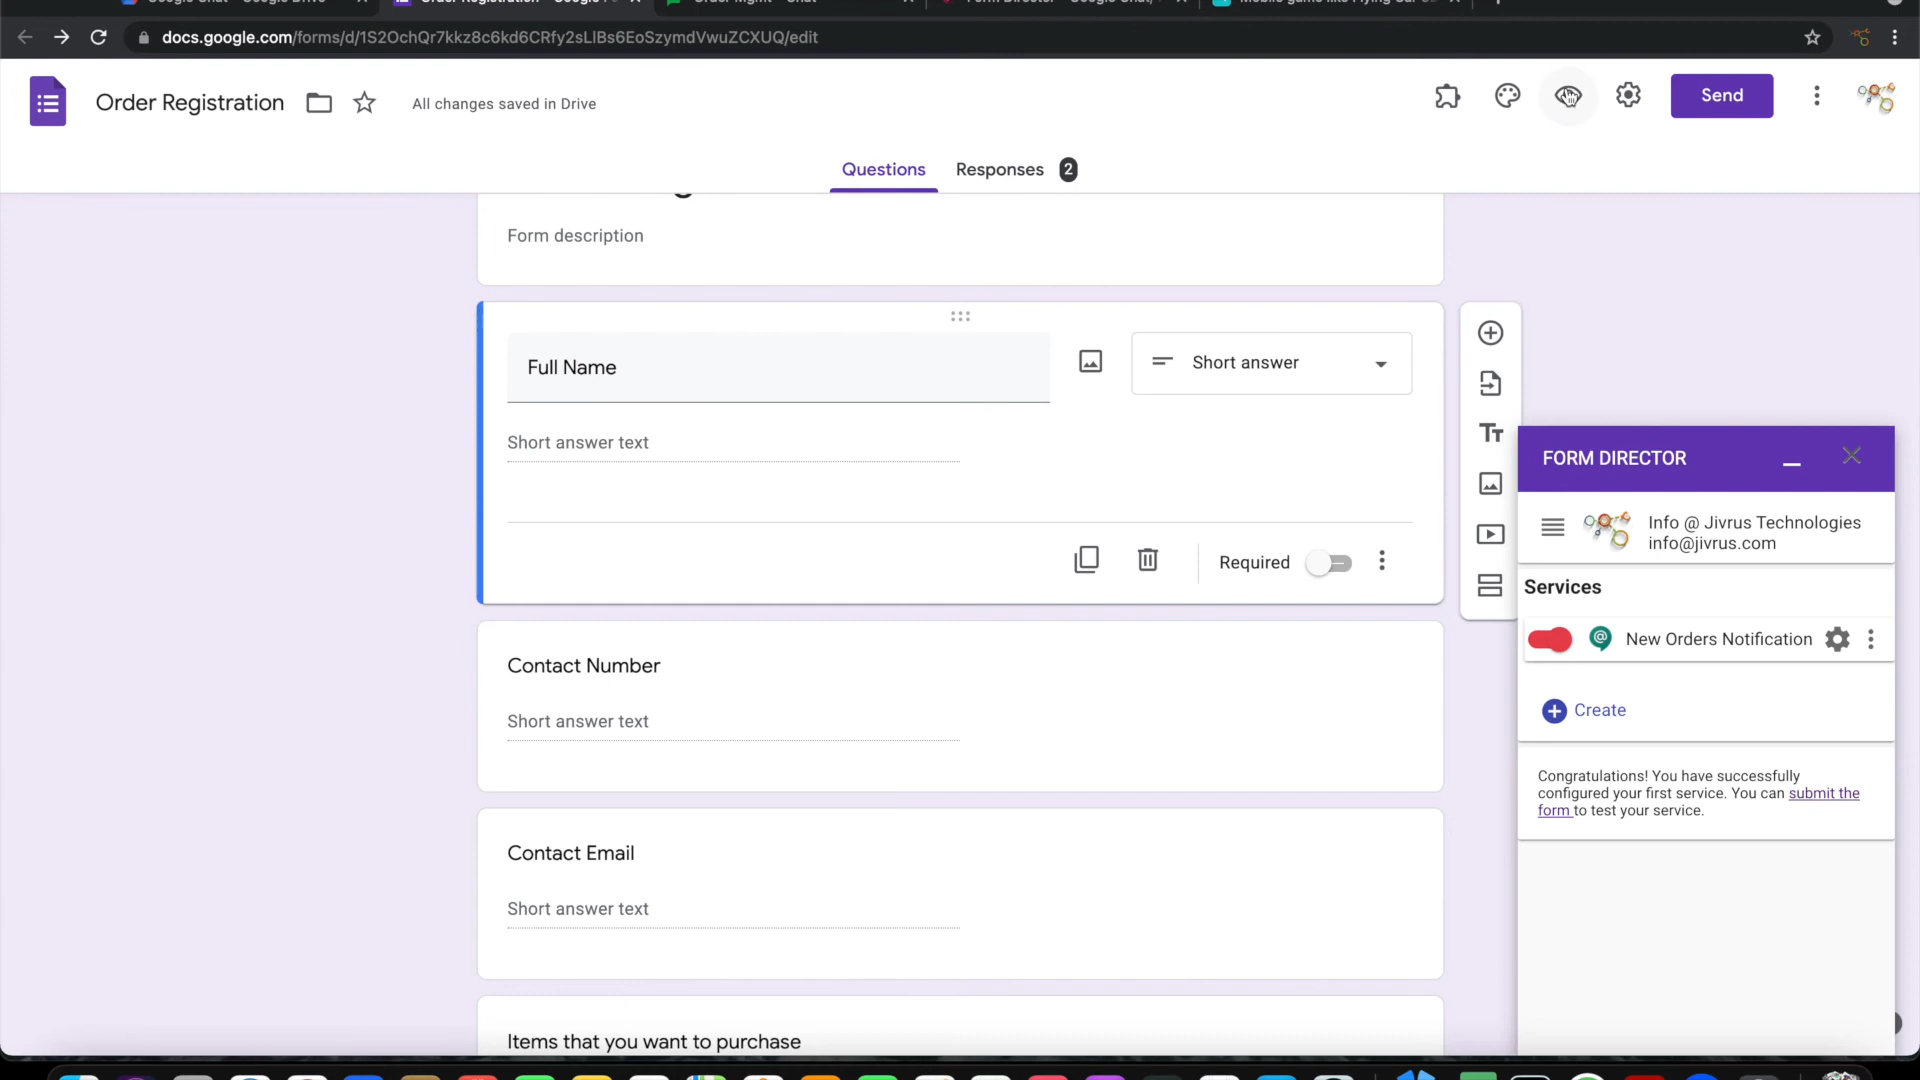 docs.google.com/forms/d/1S2OchQr7kkz8c6kd6CRfy2sLIBs6EoSzymdVwuZCXUQ/edit
Order Registration
All changes saved in Drive
Send
Questions
Responses 2
Form description
Full Name
Short answer
Short answer text
Required
Contact Number
Short answer text
Contact Email
Short answer text
Items that you want to purchase
FORM DIRECTOR
Info @ Jivrus Technologies
info@jivrus.com
Services
New Orders Notification
Create
Congratulations! You have successfully
configured your first service. You can submit the
form to test your service.